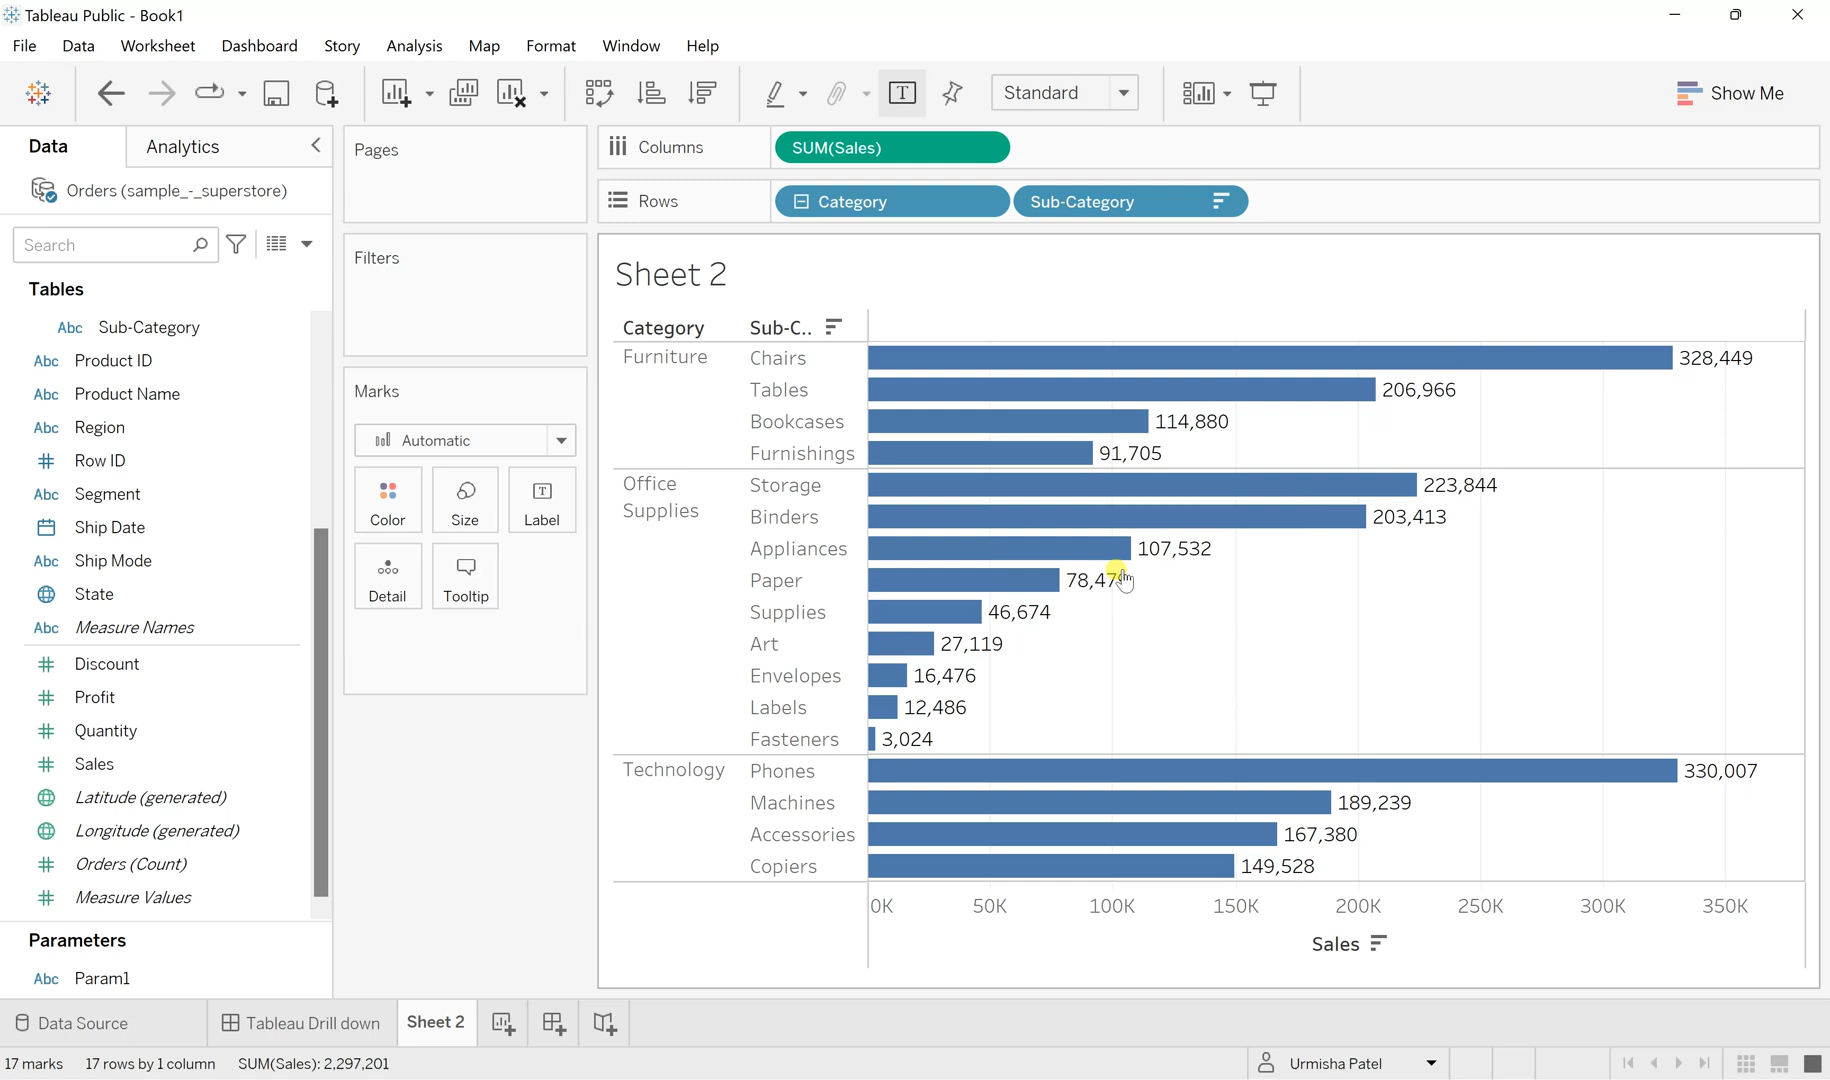 Tableau Public - Book1
File Data Worksheet Dashboard Story Analysis Map Format Window Help
Standard
Show Me
Data Analytics
Orders (sample_-_superstore)
Search
Tables
Abc Sub-Category
Abc Product ID
Abc Product Name
Abc Region
# Row ID
Abc Segment
Ship Date
Abc Ship Mode
State
Abc Measure Names
# Discount
# Profit
# Quantity
# Sales
Latitude (generated)
Longitude (generated)
# Orders (Count)
# Measure Values
Parameters
Abc Param1
Pages
Filters
Marks
Automatic
Color Size Label
Detail Tooltip
Columns SUM(Sales)
Rows Category Sub-Category
Sheet 2
Category Sub-C..
Furniture Chairs 328,449
Tables 206,966
Bookcases 114,880
Furnishings 91,705
Office Supplies Storage 223,844
Binders 203,413
Appliances 107,532
Paper
Supplies 46,674
Art 27,119
Envelopes 16,476
Labels 12,486
Fasteners 3,024
Technology Phones 330,007
Machines 189,239
Accessories 167,380
Copiers 149,528
0K 50K 100K 150K 200K 250K 300K 350K
Sales
Data Source Tableau Drill down Sheet 2
17 marks 17 rows by 1 column SUM(Sales): 2,297,201
Urmisha Patel